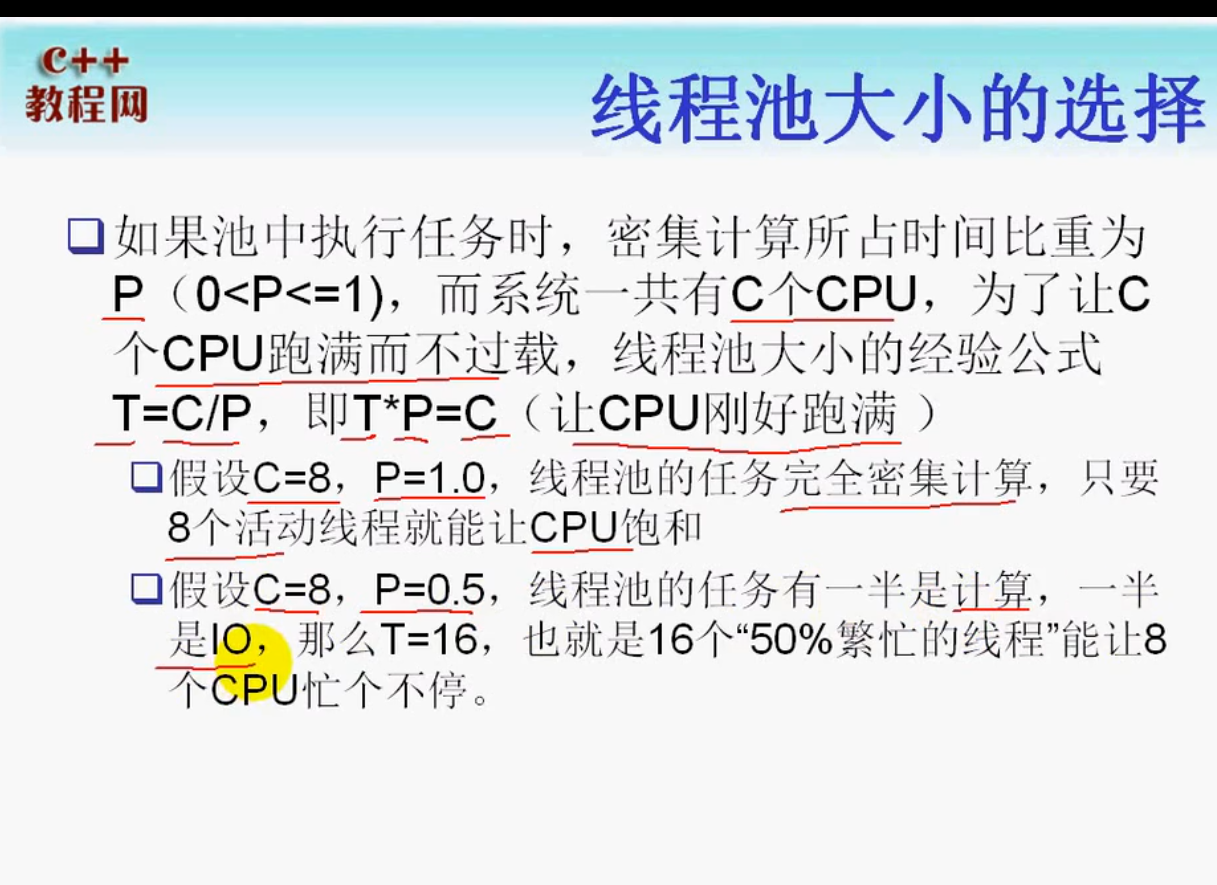 C++
教程网
线程池大小的选择
如果池中执行任务时，密集计算所占时间比重为
P（0<P<=1)，而系统一共有C个CPU，为了让C
个CPU跑满而不过载，线程池大小的经验公式
T=C/P，即T*P=C（让CPU刚好跑满 ）
假设C=8，P=1.0，线程池的任务完全密集计算，只要
8个活动线程就能让CPU饱和
假设C=8，P=0.5，线程池的任务有一半是计算，一半
是IO，那么T=16，也就是16个“50%繁忙的线程”能让8
个CPU忙个不停。